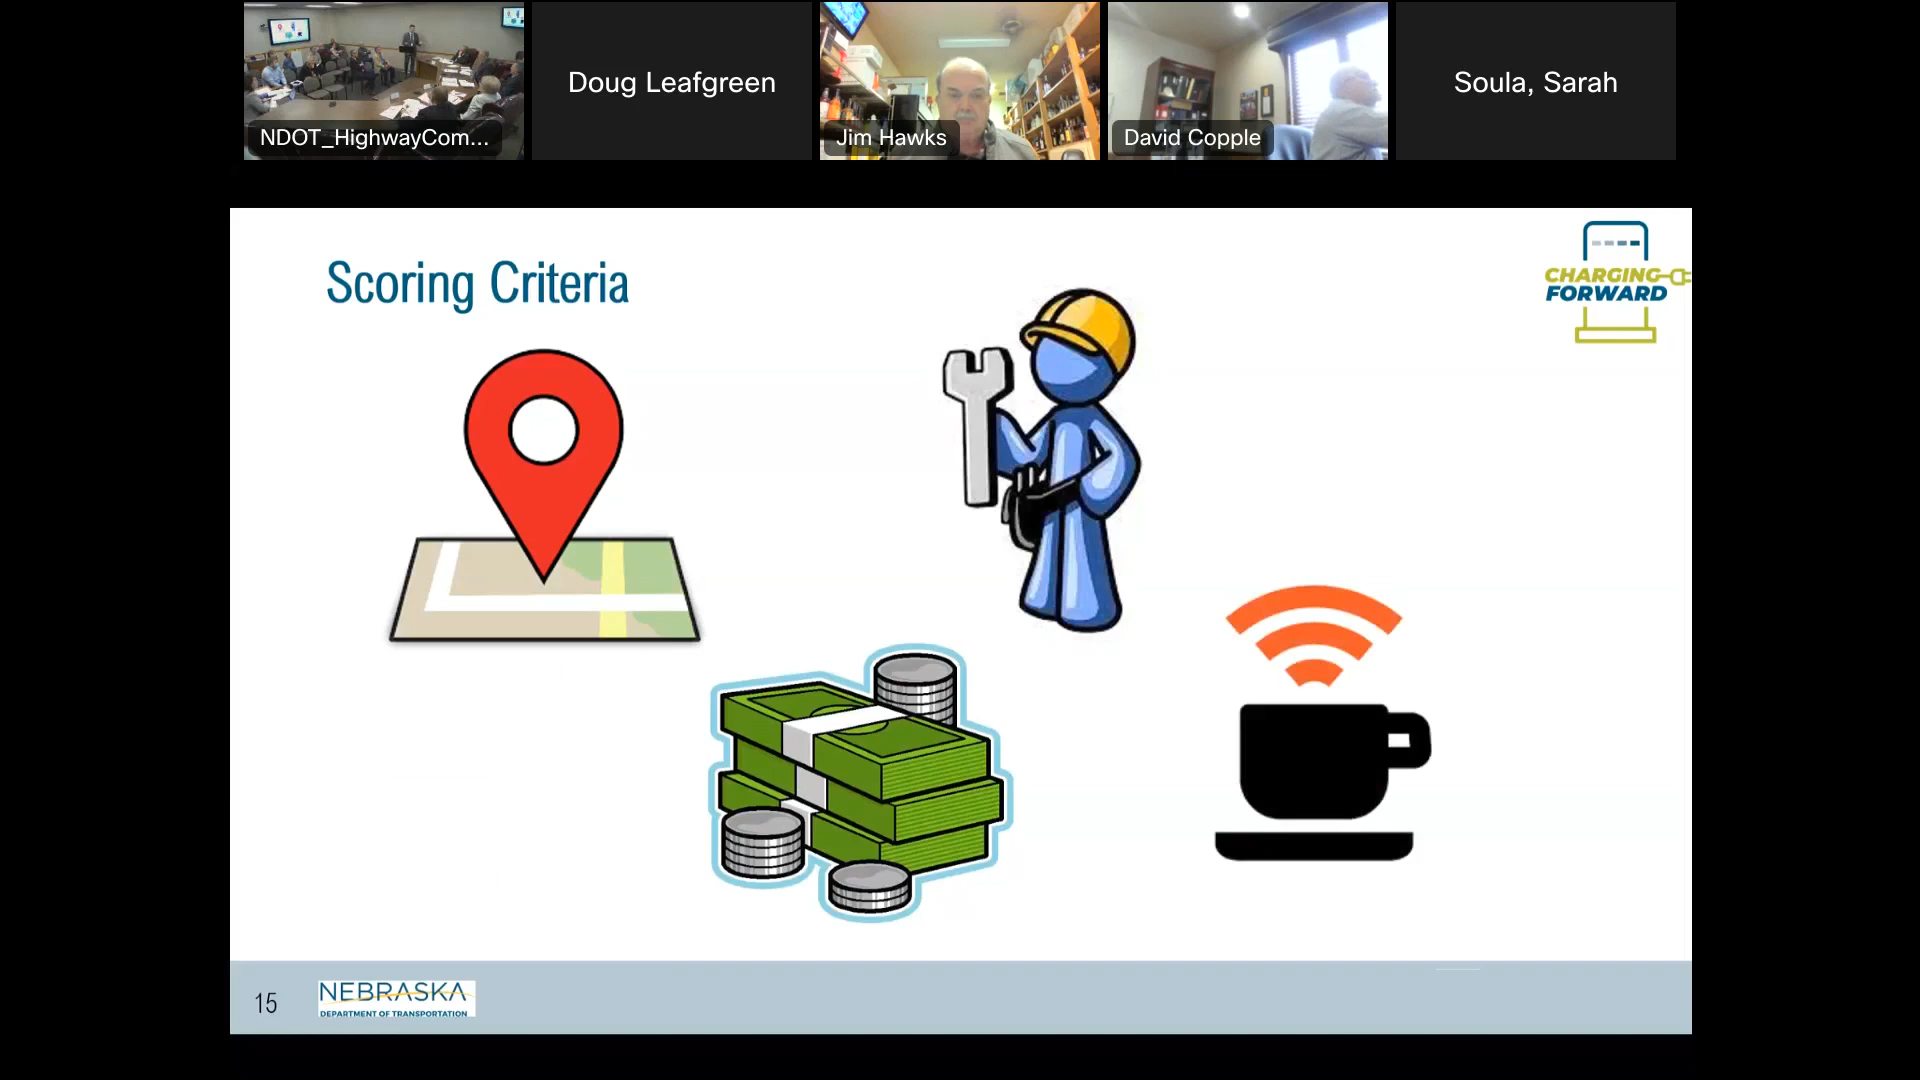 NDOT_HighwayCom...
Doug Leafgreen
Jim Hawks
David Copple
Soula, Sarah
Scoring Criteria
CHARGING
FORWARD
15
NEBRASKA
DEPARTMENT OF TRANSPORTATION